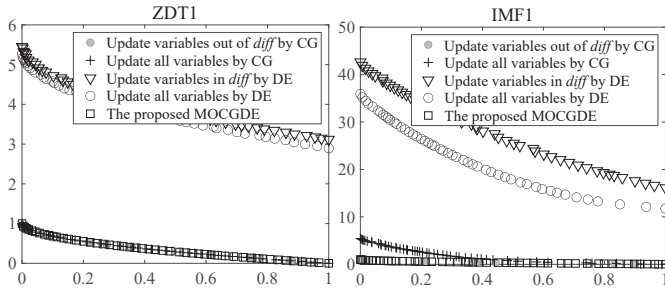 ZDT1
6
5
4
3
2
1
0
0
0.2
0.4
0.6
0.8
1
Update variables out of diff by CG
Update all variables by CG
Update variables in diff by DE
Update all variables by DE
The proposed MOCGDE
IMF1
50
40
30
20
10
0
0
0.2
0.4
0.6
0.8
1
Update variables out of diff by CG
Update all variables by CG
Update variables in diff by DE
Update all variables by DE
The proposed MOCGDE